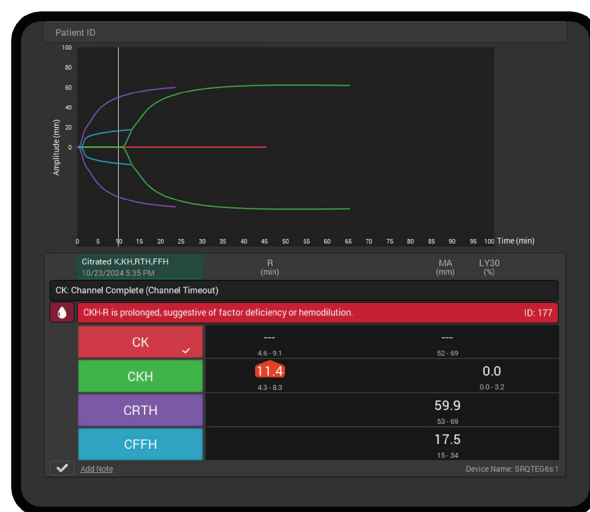 Patient ID
100
80
60
40
20
0
Amplitude (mm)
0 5 10 15 20 25 30 35 40 45 50 55 60 65 70 75 80 85 90 95 100 Time (min)
Citrated K,KH,RTH,FFH
10/23/2024 5:35 PM
R
(min)
MA
(mm)
LY30
(%)
CK: Channel Complete (Channel Timeout)
CKH-R is prolonged, suggestive of factor deficiency or hemodilution. ID: 177
CK --- ---
4.6 - 9.1 52 - 69
CKH 11.4 0.0
4.3 - 8.3 0.0 - 3.2
CRTH 59.9
53 - 69
CFFH 17.5
15 - 34
Add Note Device Name: SRQTEG6s 1